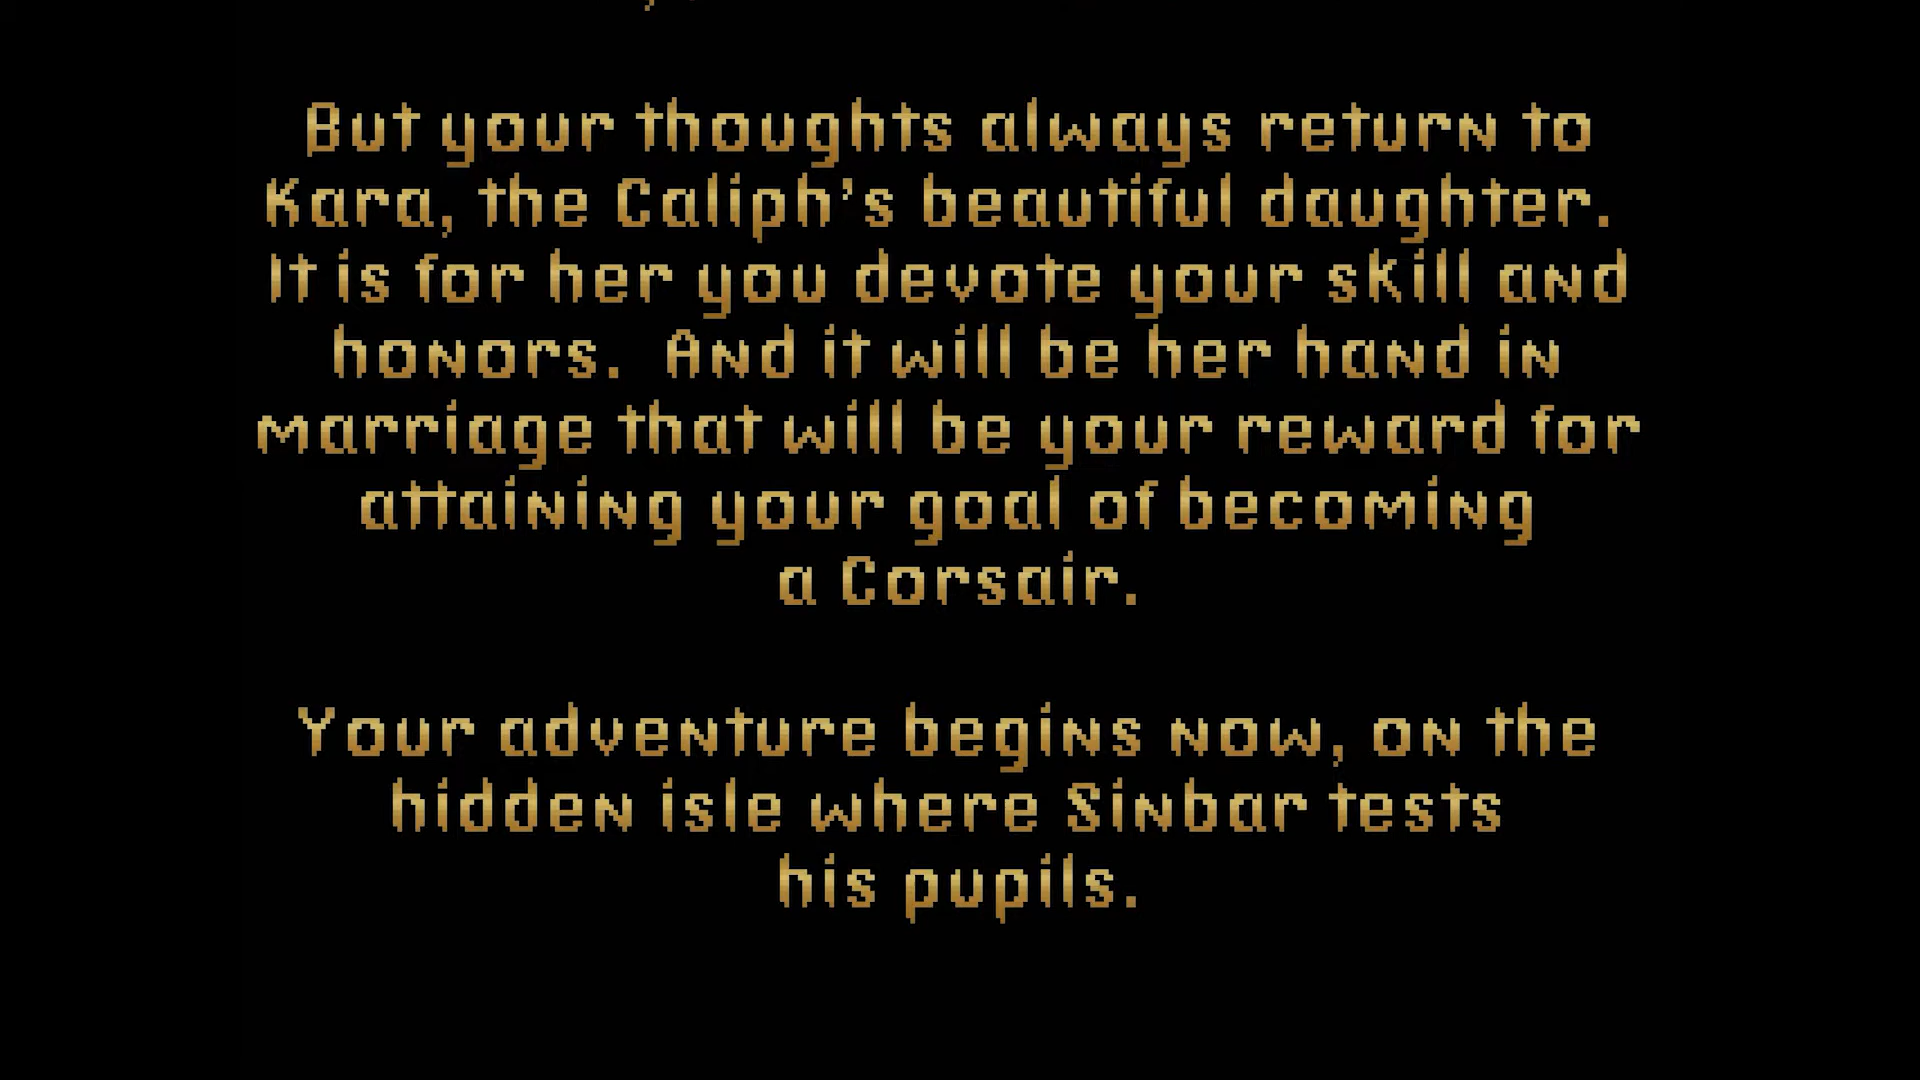 But your thoughts always return to
Kara, the Caliph's beautiful daughter.
It is for her you devote your skill and
honors.  And it will be her hand in
marriage that will be your reward for
attaining your goal of becoming
a Corsair.
Your adventure begins now, on the
hidden isle where Sinbar tests
his pupils.